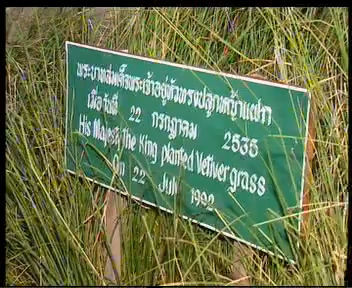 พระบาทสมเด็จพระเจ้าอยู่หัวทรงปลูกหญ้าแฝก
เมื่อวันที่ 22 กรกฎาคม 2535
His Majesty The King planted Vetivergrass
On 22 July 1992